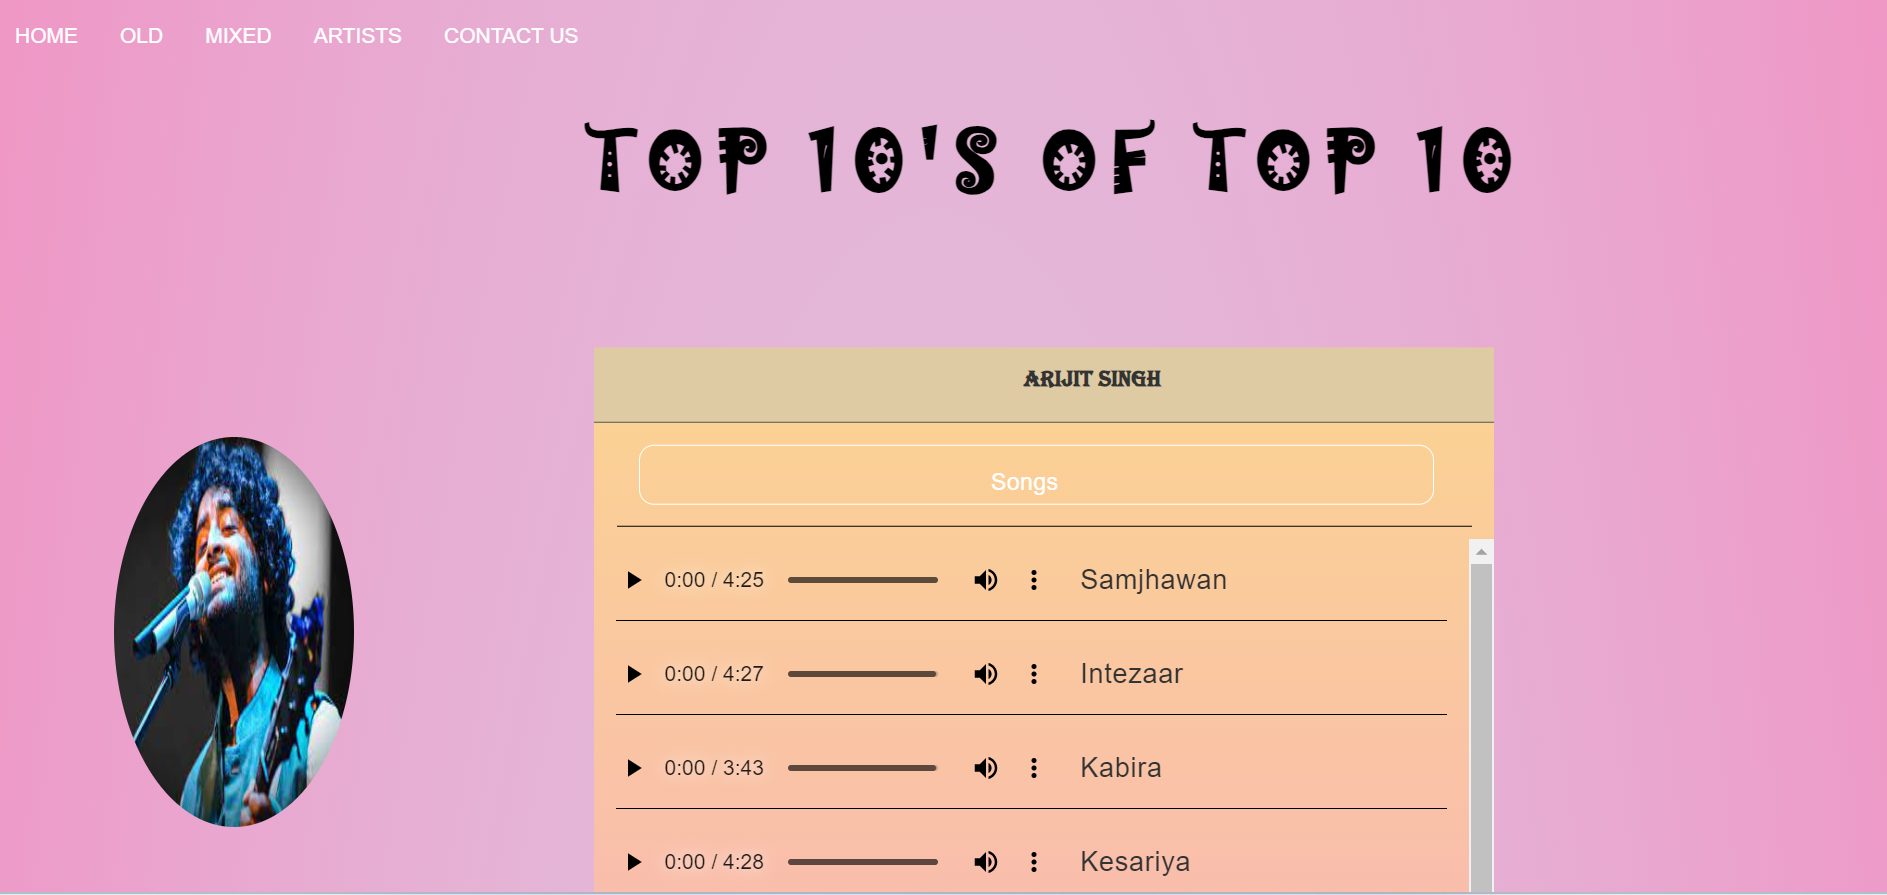 HOME OLD MIXED ARTISTS CONTACT US
TOP 10'S OF TOP 10
ARIJIT SINGH
Songs
0:00 / 4:25 Samjhawan
0:00 / 4:27 Intezaar
0:00 / 3:43 Kabira
0:00 / 4:28 Kesariya